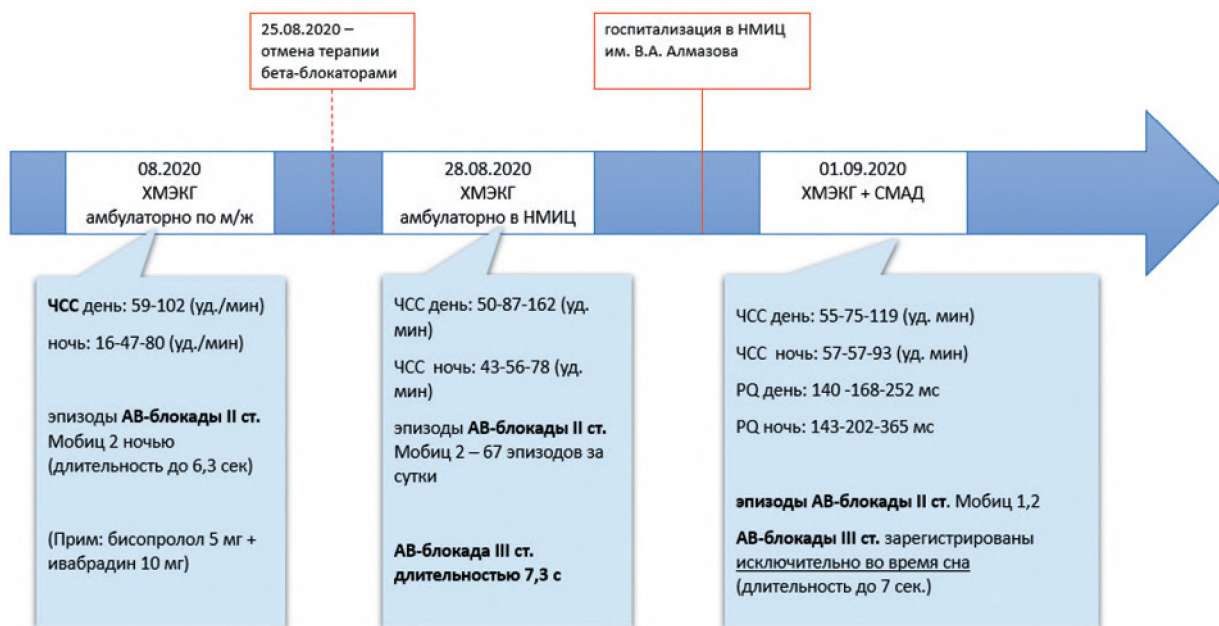 25.08.2020 –
отмена терапии
бета-блокаторами
госпитализация в НМИЦ
им. В.А. Алмазова
08.2020
ХМЭКГ
амбулаторно по м/ж
28.08.2020
ХМЭКГ
амбулаторно в НМИЦ
01.09.2020
ХМЭКГ + СМАД
ЧСС день: 59-102 (уд./мин)
ночь: 16-47-80 (уд./мин)
эпизоды АВ-блокады II ст.
Мобиц 2 ночью
(длительность до 6,3 сек)
(Прим: бисопролол 5 мг +
ивабрадин 10 мг)
ЧСС день: 50-87-162 (уд.
мин)
ЧСС ночь: 43-56-78 (уд.
мин)
эпизоды АВ-блокады II ст.
Мобиц 2 – 67 эпизодов за
сутки
АВ-блокада III ст.
длительностью 7,3 с
ЧСС день: 55-75-119 (уд. мин)
ЧСС ночь: 57-57-93 (уд. мин)
PQ день: 140 -168-252 мс
PQ ночь: 143-202-365 мс
эпизоды АВ-блокады II ст. Мобиц 1,2
АВ-блокады III ст. зарегистрированы
исключительно во время сна
(длительность до 7 сек.)